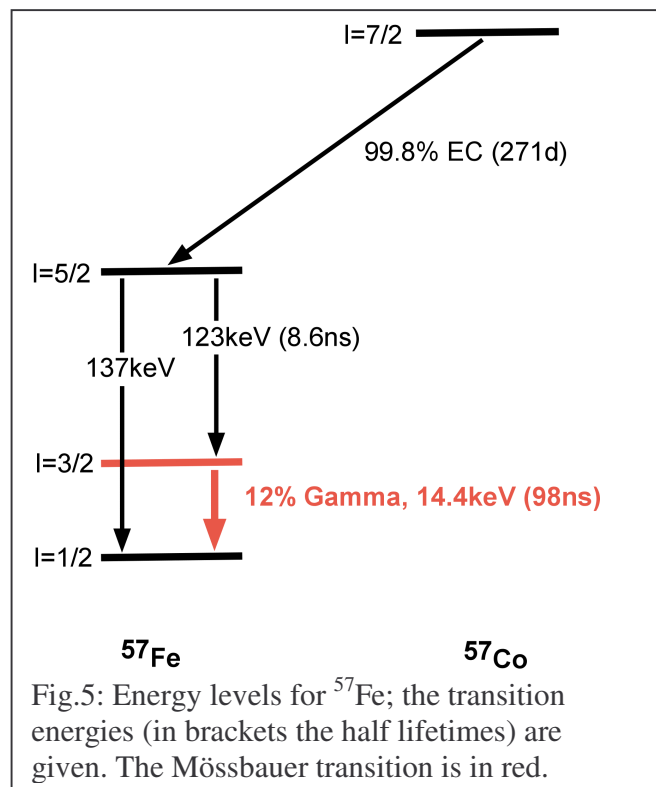 I=7/2
99.8% EC (271d)
I=5/2
123keV (8.6ns)
137keV
I=3/2
12% Gamma, 14.4keV (98ns)
I=1/2
⁵⁷Fe ⁵⁷Co
Fig.5: Energy levels for ⁵⁷Fe; the transition
energies (in brackets the half lifetimes) are
given. The Mössbauer transition is in red.